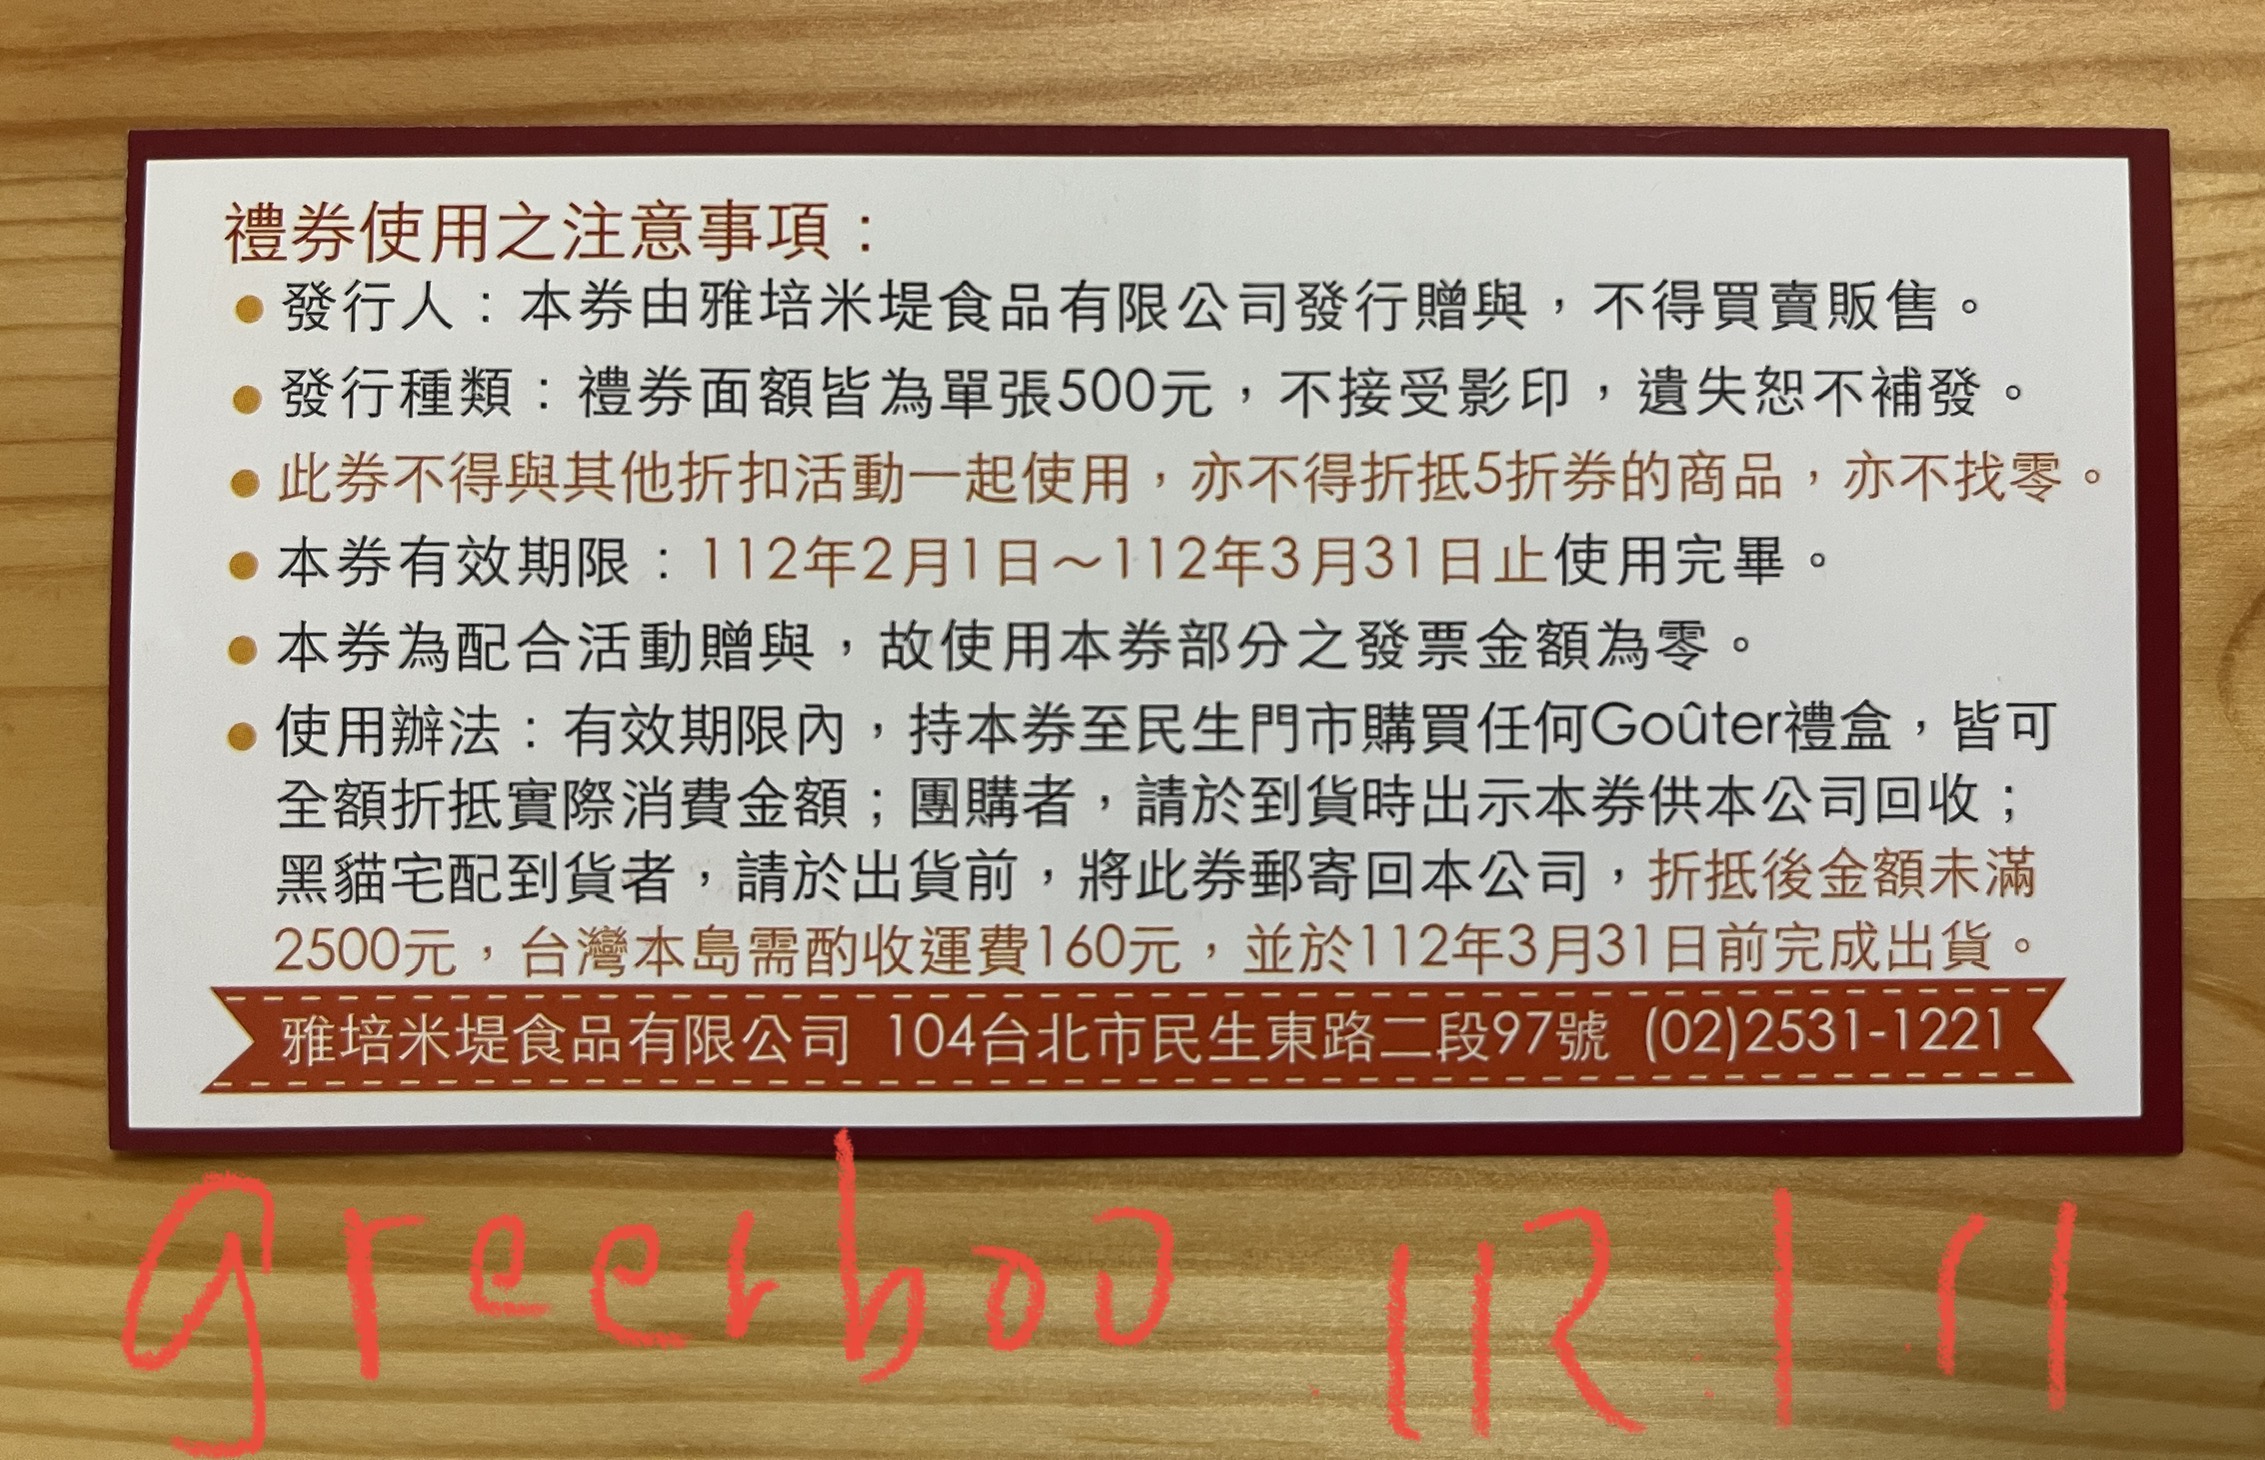 禮券使用之注意事項：
●發行人：本券由雅培米堤食品有限公司發行贈與，不得買賣販售。
●發行種類：禮券面額皆為單張500元，不接受影印，遺失恕不補發。
●此券不得與其他折扣活動一起使用，亦不得折抵5折券的商品，亦不找零。
●本券有效期限：112年2月1日～112年3月31日止使用完畢。
●本券為配合活動贈與，故使用本券部分之發票金額為零。
●使用辦法：有效期限內，持本券至民生門市購買任何Goûter禮盒，皆可
全額折抵實際消費金額；團購者，請於到貨時出示本券供本公司回收；
黑貓宅配到貨者，請於出貨前，將此券郵寄回本公司，折抵後金額未滿
2500元，台灣本島需酌收運費160元，並於112年3月31日前完成出貨。
雅培米堤食品有限公司 104台北市民生東路二段97號 (02)2531-1221
greerboo 112.1.11